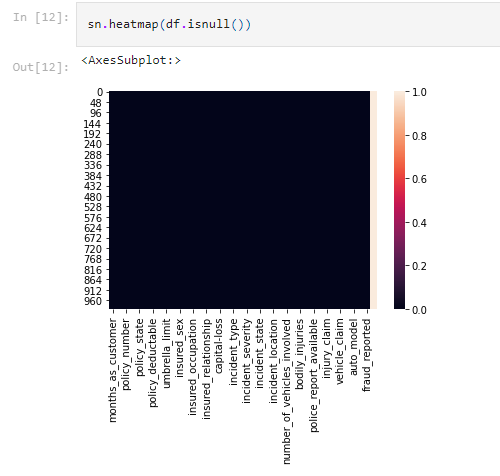 In [12]:
sn.heatmap(df.isnull())
Out[12]:
<AxesSubplot:>
0
48
96
144
192
240
288
336
384
432
480
528
576
624
672
720
768
816
864
912
960
1.0
0.8
0.6
0.4
0.2
0.0
months_as_customer
policy_number
policy_state
policy_deductable
umbrella_limit
insured_sex
insured_occupation
insured_relationship
capital-loss
incident_type
incident_severity
incident_state
incident_location
number_of_vehicles_involved
bodily_injuries
police_report_available
injury_claim
vehicle_claim
auto_model
fraud_reported